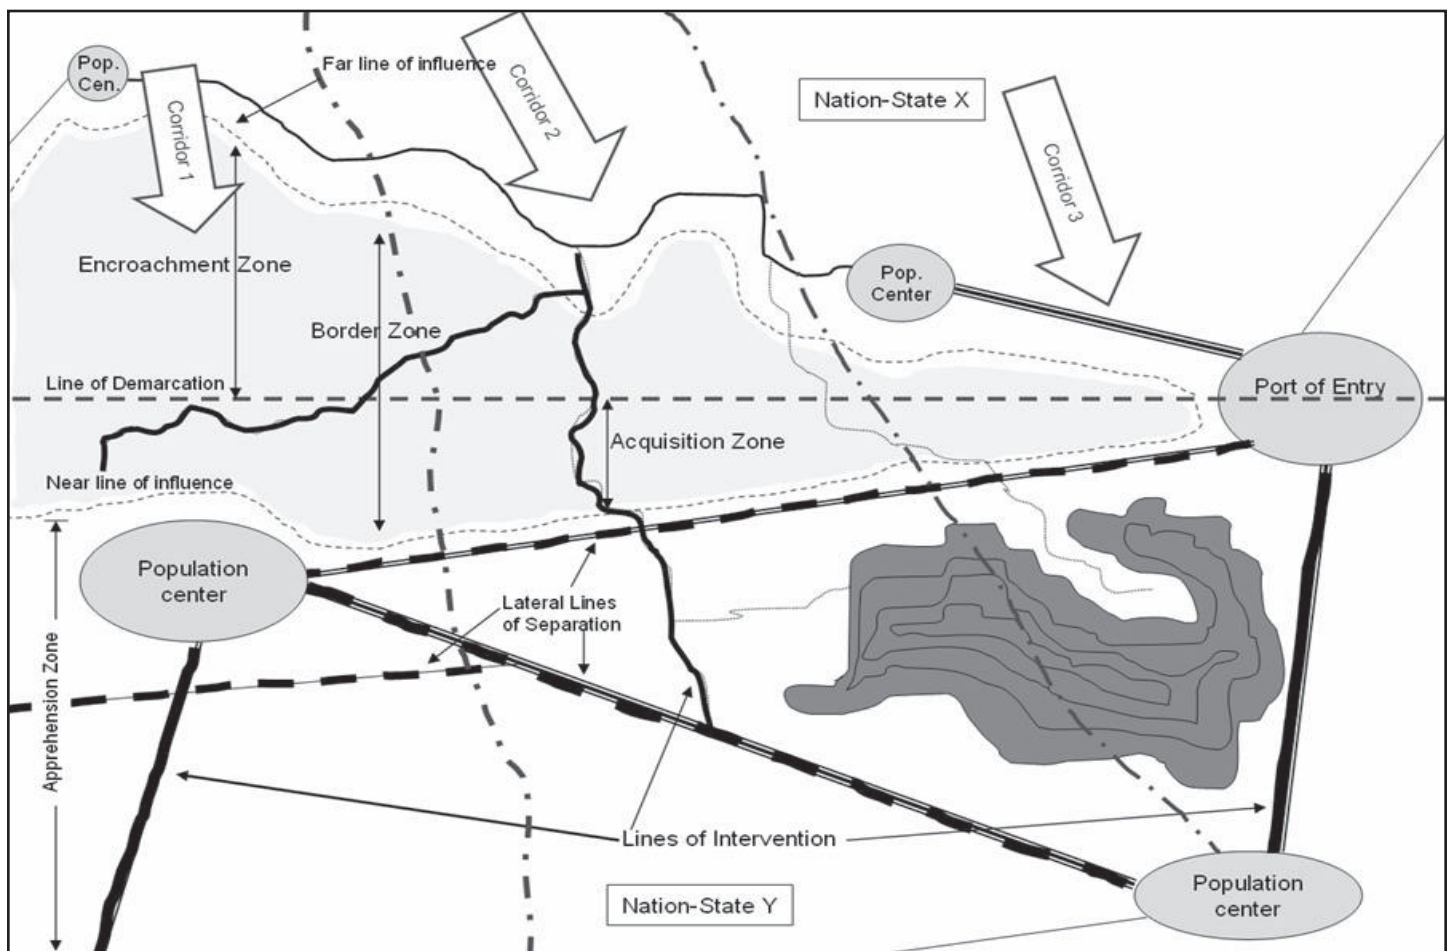 Pop.
Cen.
Far line of influence
Corridor 1
Corridor 2
Nation-State X
Corridor 3
Encroachment Zone
Pop.
Center
Border Zone
Line of Demarcation
Port of Entry
Acquisition Zone
Near line of influence
Population
center
Lateral Lines
of Separation
Apprehension Zone
Lines of Intervention
Nation-State Y
Population
center